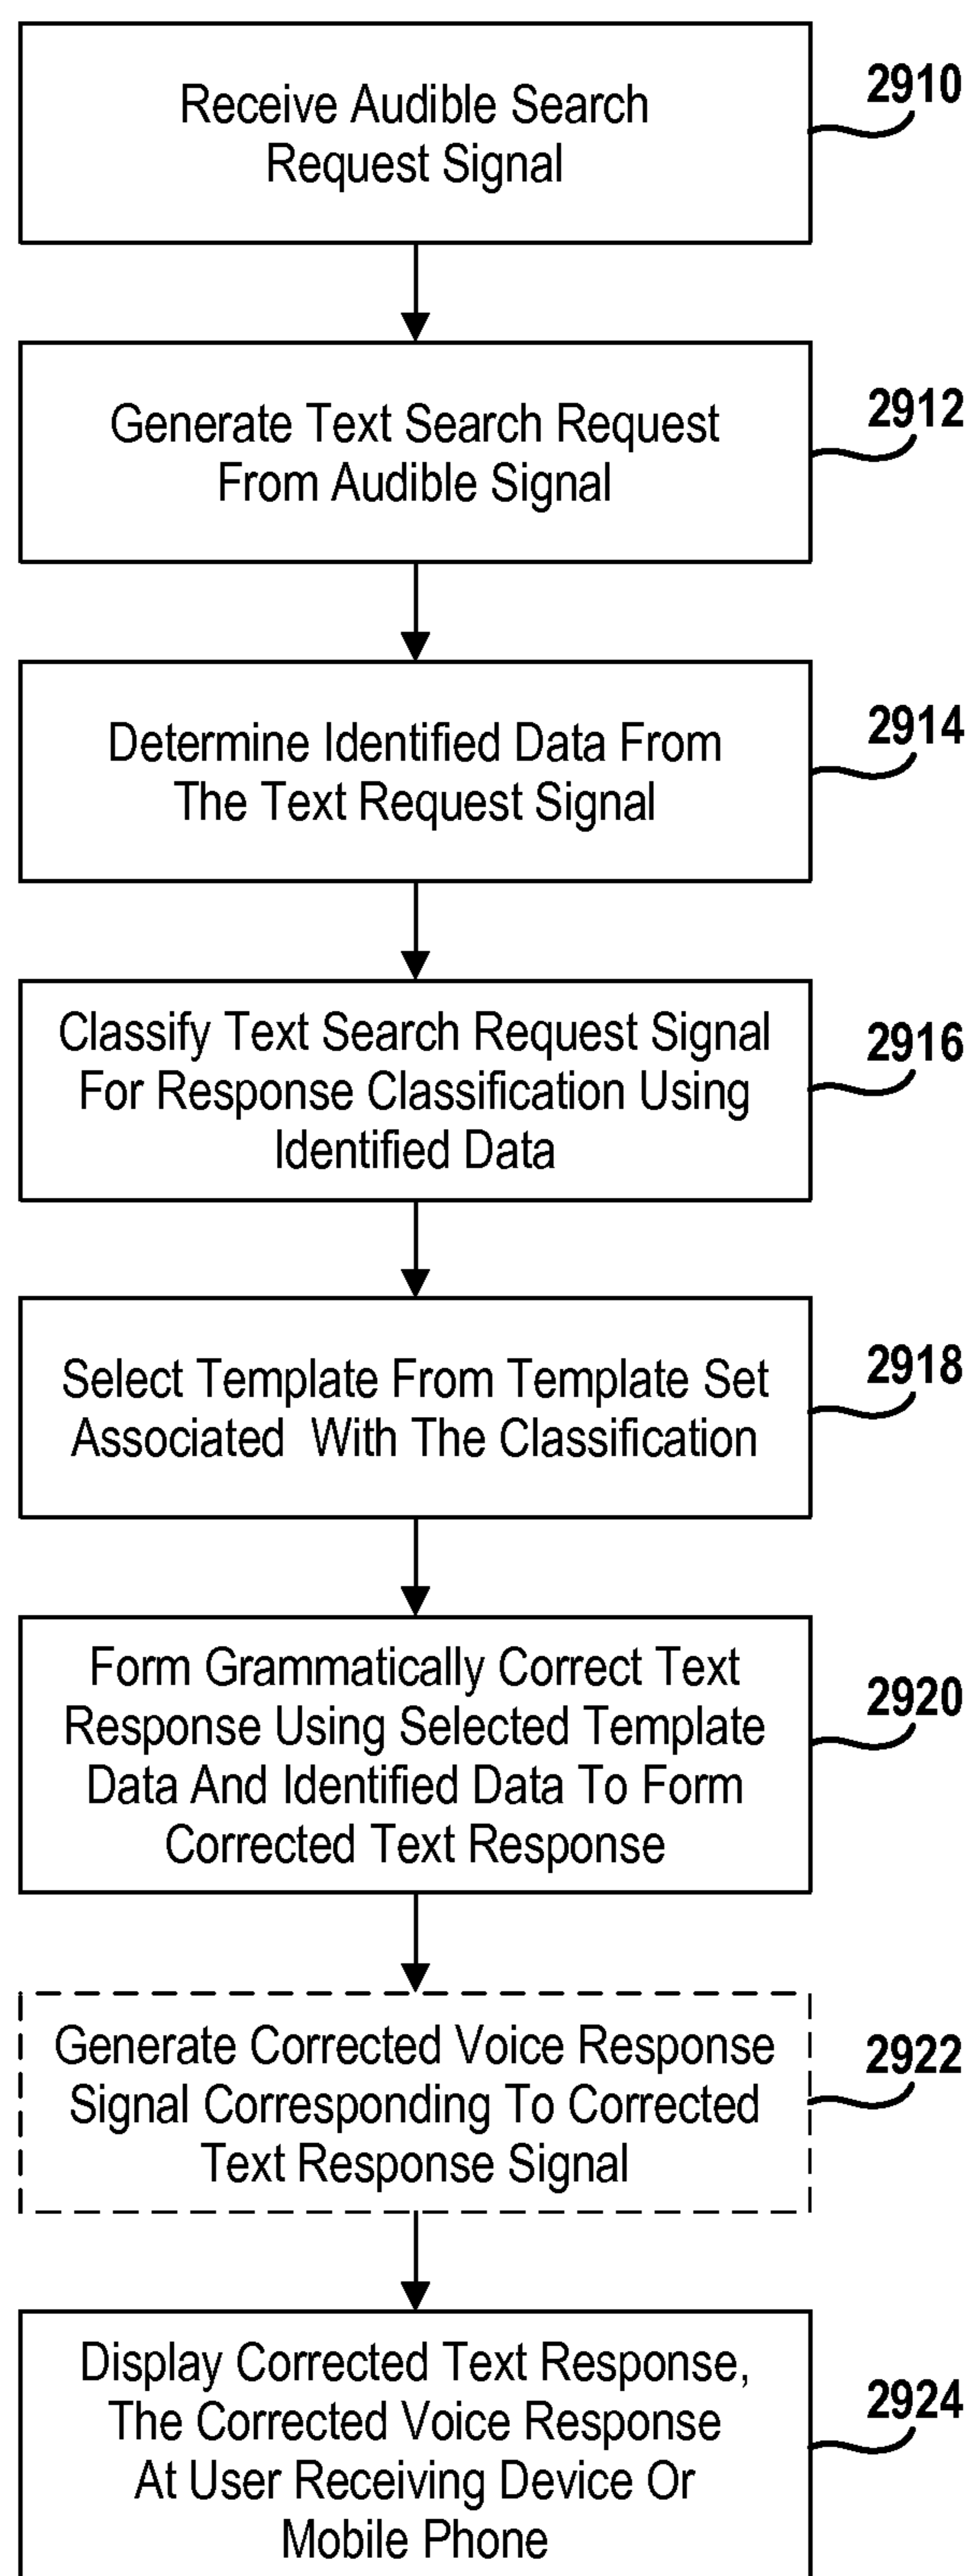 Receive Audible Search
Request Signal
2910
Generate Text Search Request
From Audible Signal
2912
Determine Identified Data From
The Text Request Signal
2914
Classify Text Search Request Signal
For Response Classification Using
Identified Data
2916
Select Template From Template Set
Associated With The Classification
2918
Form Grammatically Correct Text
Response Using Selected Template
Data And Identified Data To Form
Corrected Text Response
2920
Generate Corrected Voice Response
Signal Corresponding To Corrected
Text Response Signal
2922
Display Corrected Text Response,
The Corrected Voice Response
At User Receiving Device Or
Mobile Phone
2924